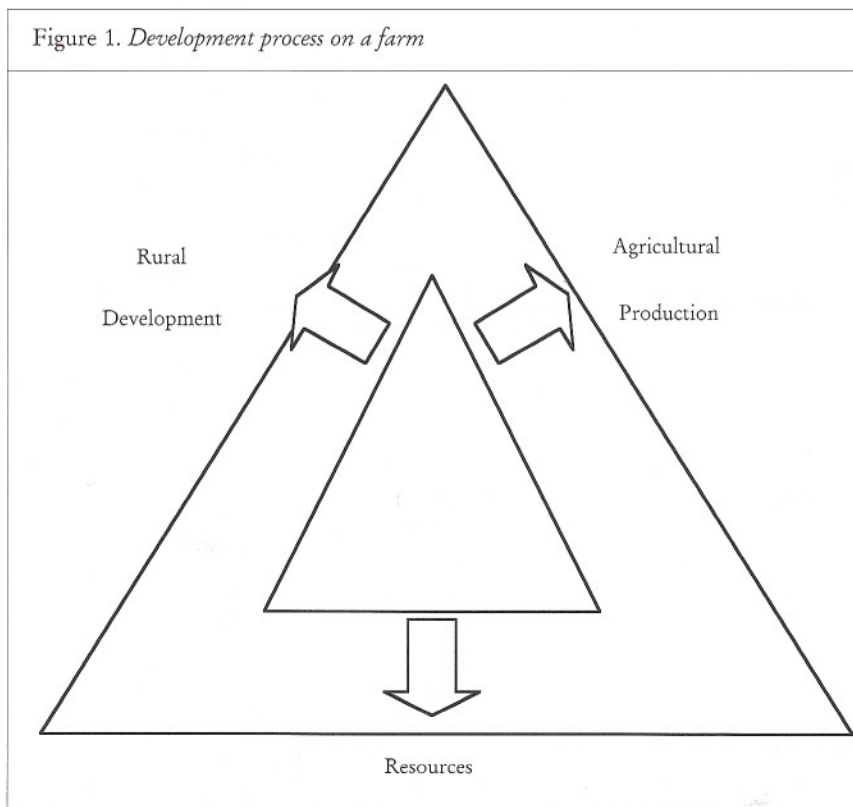 Figure 1. Development process on a farm
Rural
Development
Agricultural
Production
Resources